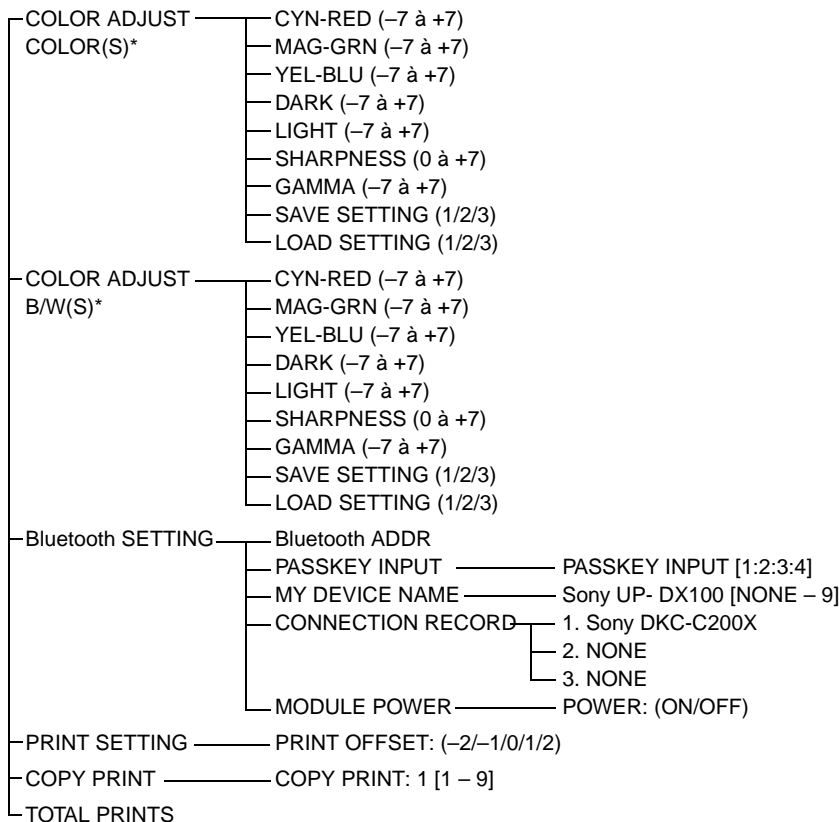 COLOR ADJUST CYN-RED (–7 à +7)
COLOR(S)* MAG-GRN (–7 à +7)
YEL-BLU (–7 à +7)
DARK (–7 à +7)
LIGHT (–7 à +7)
SHARPNESS (0 à +7)
GAMMA (–7 à +7)
SAVE SETTING (1/2/3)
LOAD SETTING (1/2/3)
COLOR ADJUST CYN-RED (–7 à +7)
B/W(S)* MAG-GRN (–7 à +7)
YEL-BLU (–7 à +7)
DARK (–7 à +7)
LIGHT (–7 à +7)
SHARPNESS (0 à +7)
GAMMA (–7 à +7)
SAVE SETTING (1/2/3)
LOAD SETTING (1/2/3)
Bluetooth SETTING Bluetooth ADDR
PASSKEY INPUT PASSKEY INPUT [1:2:3:4]
MY DEVICE NAME Sony UP- DX100 [NONE – 9]
CONNECTION RECORD 1. Sony DKC-C200X
2. NONE
3. NONE
MODULE POWER POWER: (ON/OFF)
PRINT SETTING PRINT OFFSET: (–2/–1/0/1/2)
COPY PRINT COPY PRINT: 1 [1 – 9]
TOTAL PRINTS